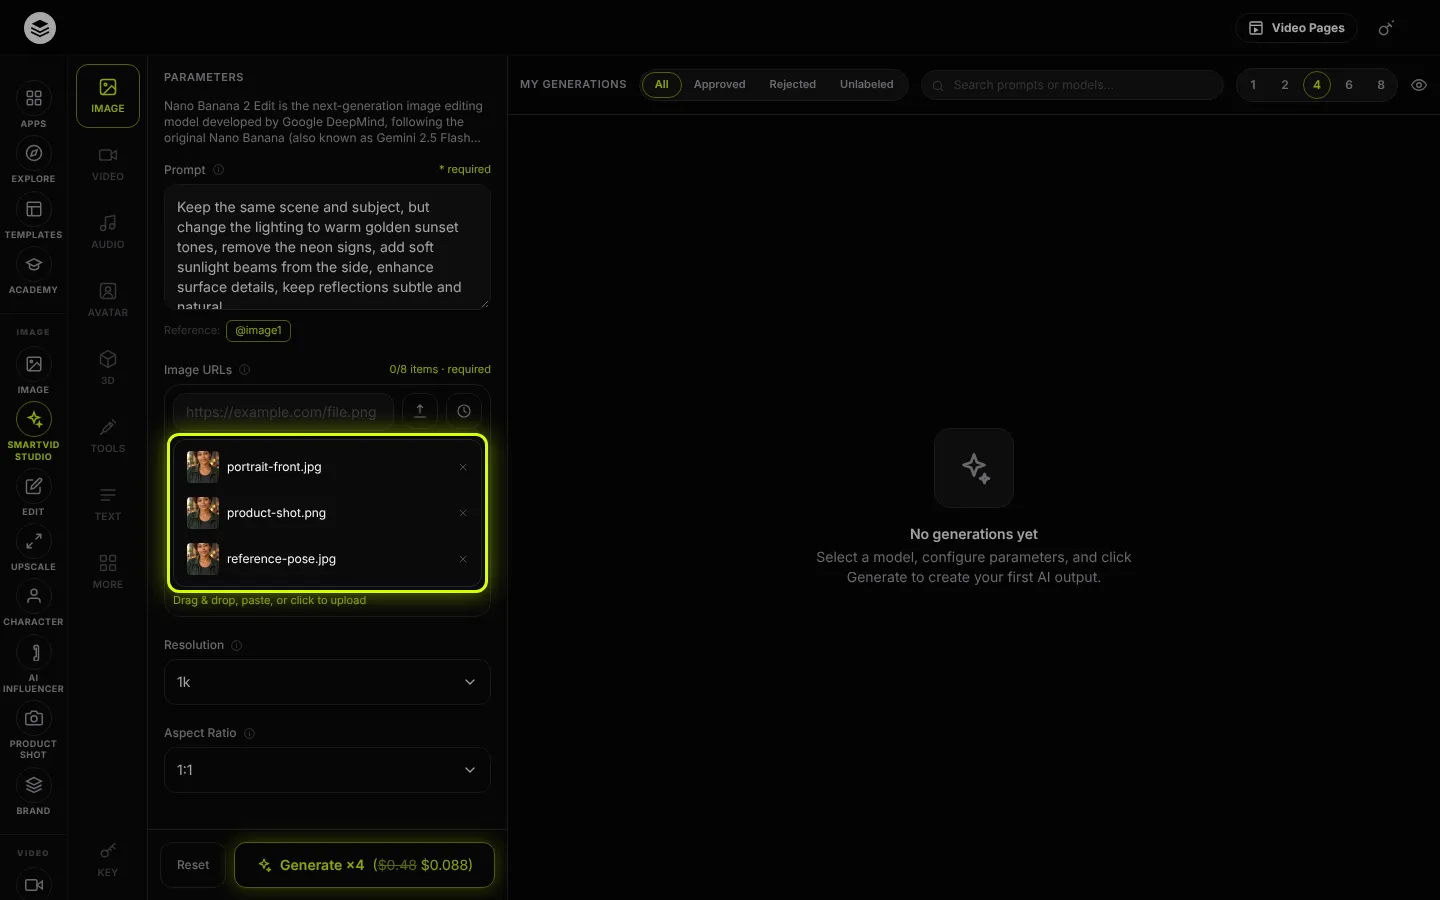 Video Pages
APPS
EXPLORE
TEMPLATES
ACADEMY
IMAGE
IMAGE
SMARTVID
STUDIO
EDIT
UPSCALE
CHARACTER
AI
INFLUENCER
PRODUCT
SHOT
BRAND
VIDEO
IMAGE
VIDEO
AUDIO
AVATAR
3D
TOOLS
TEXT
MORE
KEY
PARAMETERS
Nano Banana 2 Edit is the next-generation image editing
model developed by Google DeepMind, following the
original Nano Banana (also known as Gemini 2.5 Flash...
Prompt * required
Keep the same scene and subject, but
change the lighting to warm golden sunset
tones, remove the neon signs, add soft
sunlight beams from the side, enhance
surface details, keep reflections subtle and
natural
Reference: @image1
Image URLs 0/8 items · required
https://example.com/file.png
portrait-front.jpg ×
product-shot.png ×
reference-pose.jpg ×
Drag & drop, paste, or click to upload
Resolution
1k
Aspect Ratio
1:1
Reset Generate ×4 ($0.48 $0.088)
MY GENERATIONS All Approved Rejected Unlabeled Search prompts or models... 1 2 4 6 8
No generations yet
Select a model, configure parameters, and click
Generate to create your first AI output.